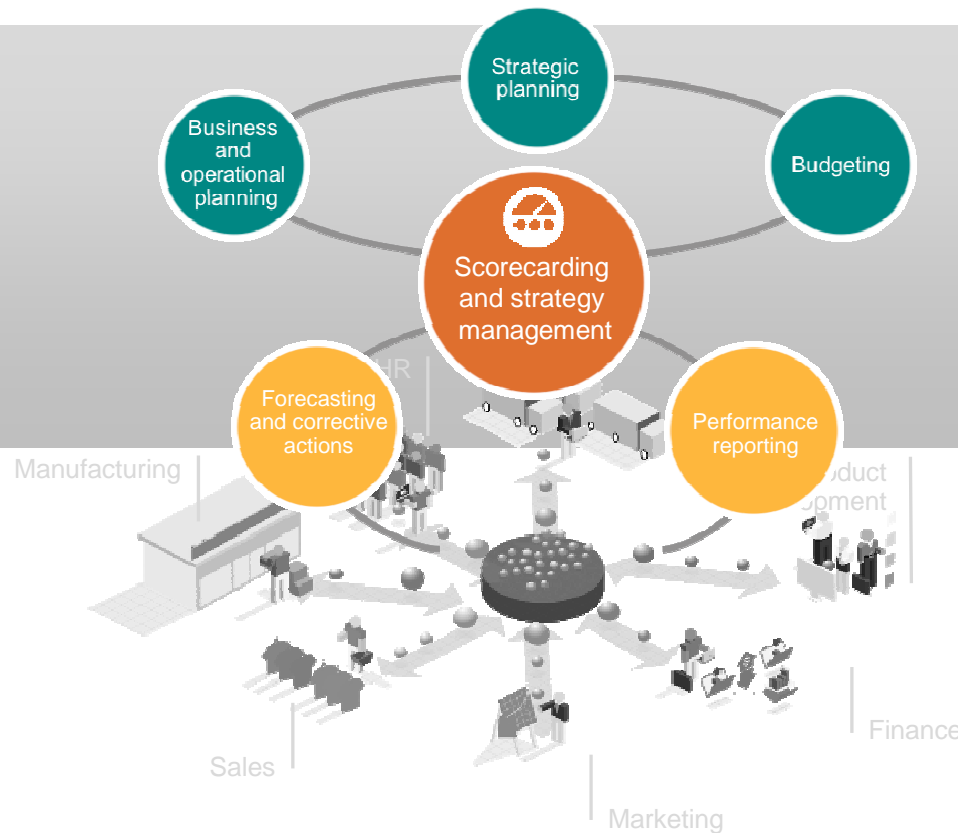 Strategic
planning
Business
and
operational
planning
Budgeting
Scorecarding
and strategy
management
HR
Forecasting
and corrective
actions
Performance
reporting
Manufacturing
Finance
Sales
Marketing